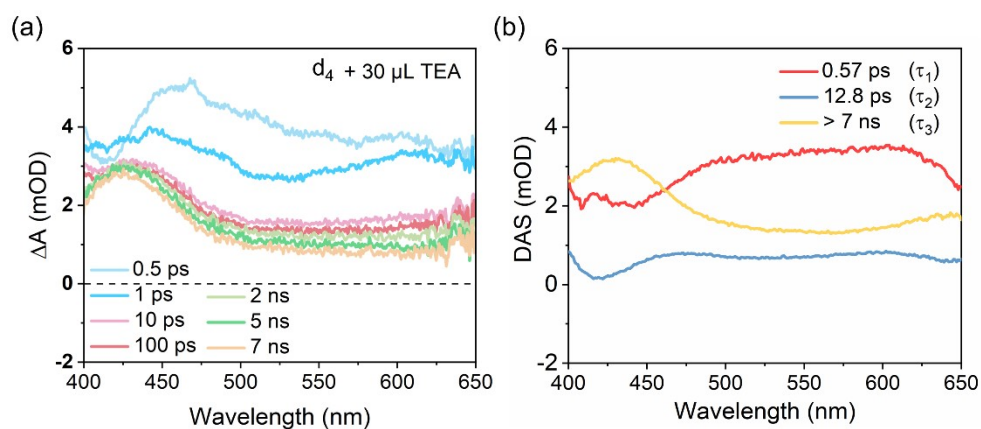 (a)
d₄ + 30 µL TEA
ΔA (mOD)
6
4
2
0
-2
0.5 ps
1 ps
10 ps
100 ps
2 ns
5 ns
7 ns
400 450 500 550 600 650
Wavelength (nm)
(b)
DAS (mOD)
6
4
2
0
-2
0.57 ps (τ₁)
12.8 ps (τ₂)
> 7 ns (τ₃)
400 450 500 550 600 650
Wavelength (nm)